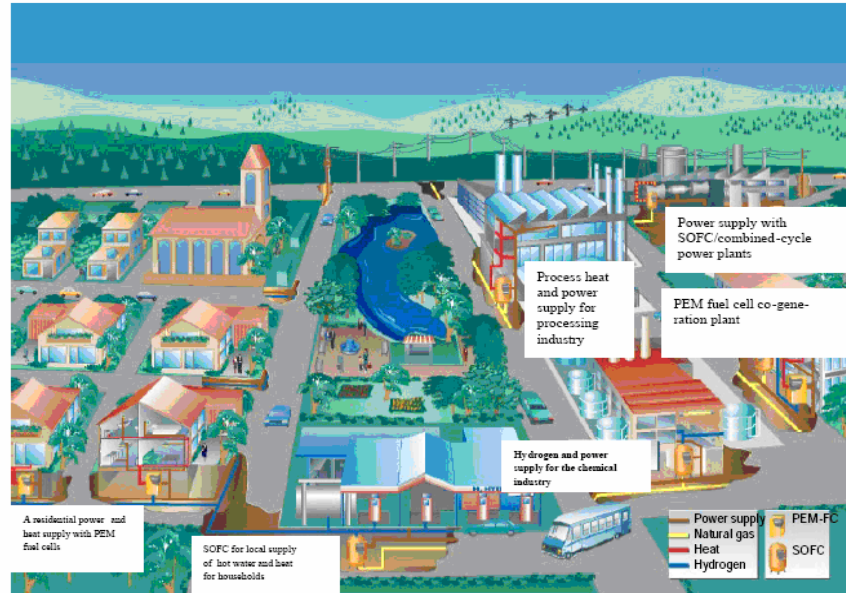 Power supply with
SOFC/combined-cycle
power plants
Process heat
and power
supply for
processing
industry
PEM fuel cell co-gene-
ration plant
Hydrogen and power
supply for the chemical
industry
A residential power and
heat supply with PEM
fuel cells
SOFC for local supply
of hot water and heat
for households
Power supply
Natural gas
Heat
Hydrogen
PEM-FC
SOFC